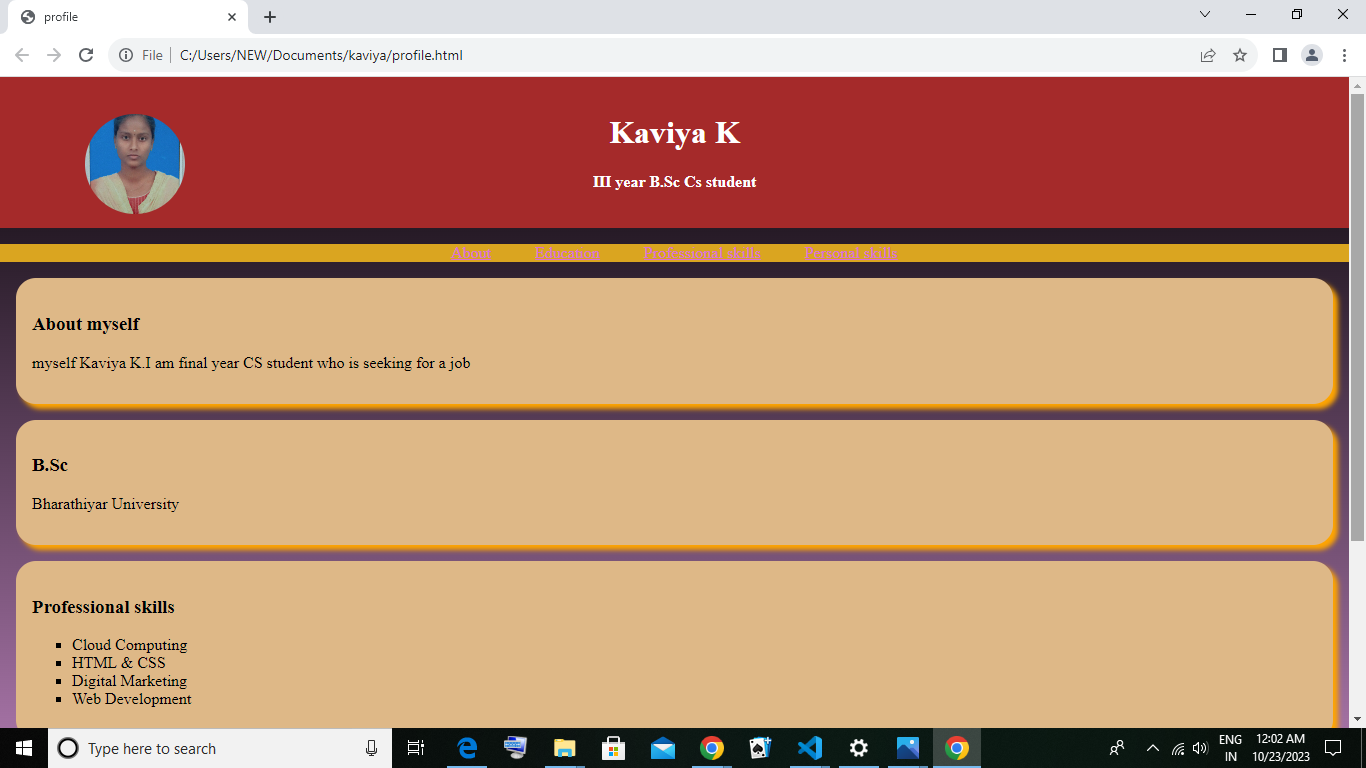 profile
File
C:/Users/NEW/Documents/kaviya/profile.html
Kaviya K
III year B.Sc Cs student
About Education Proffessional skills Personal skills
About myself
myself Kaviya K.I am final year CS student who is seeking for a job
B.Sc
Bharathiyar University
Professional skills
Cloud Computing
HTML & CSS
Digital Marketing
Web Development
Type here to search
ENG
IN
12:02 AM
10/23/2023